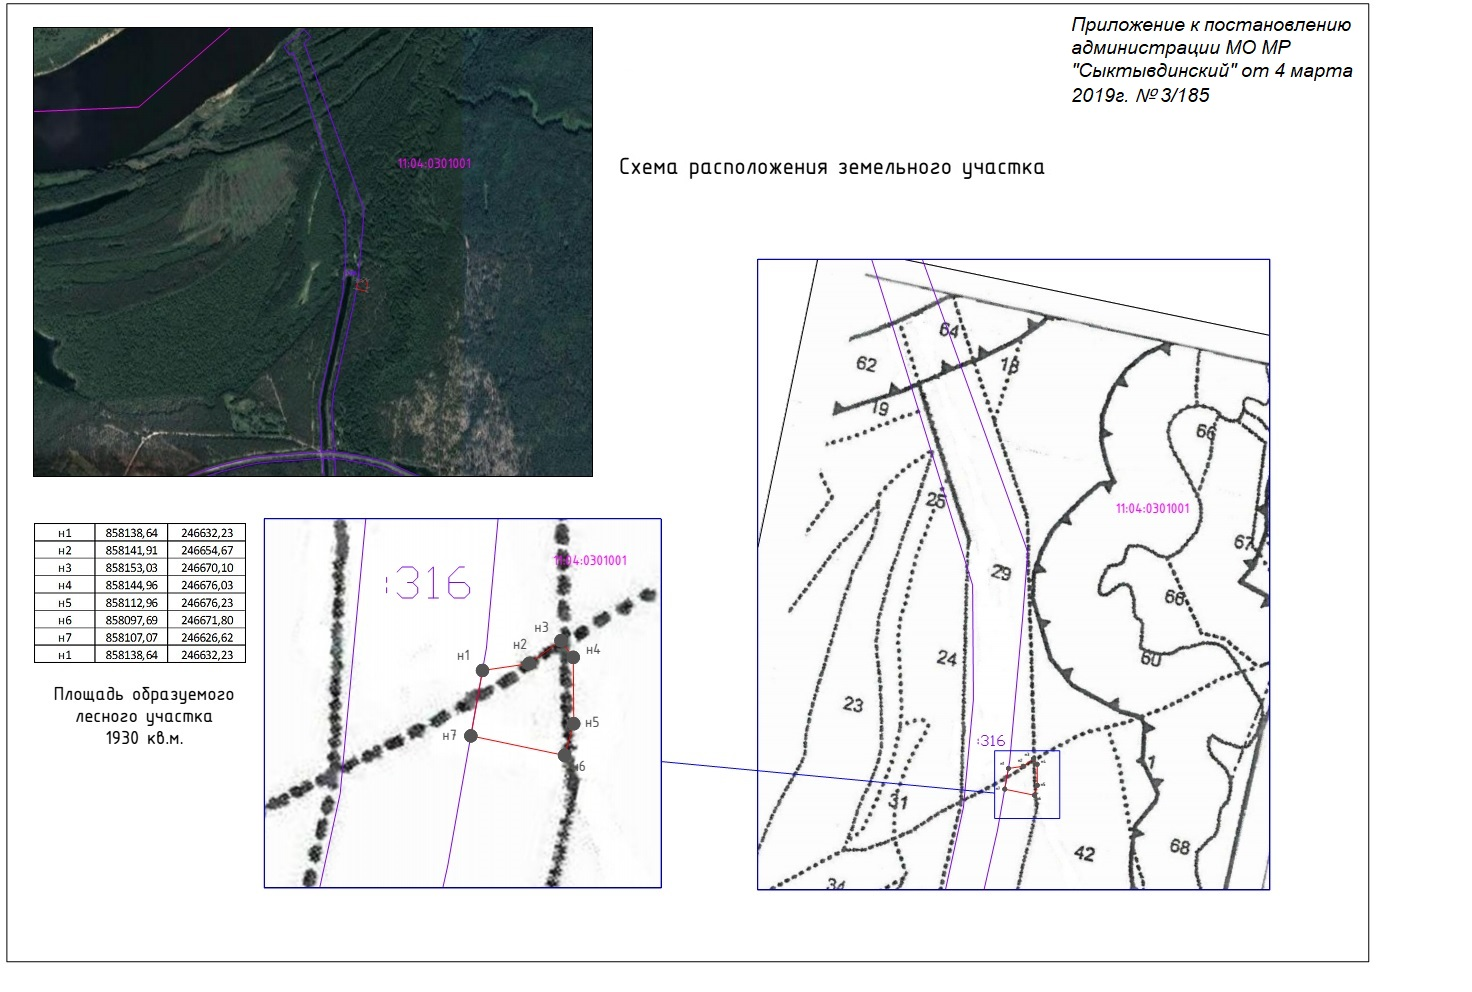 Приложение к постановлению
администрации МО МР
"Сыктывдинский" от 4 марта
2019г. № 3/185
11:04:0301001
Схема расположения земельного участка
н1 858138,64 246632,23
н2 858141,91 246654,67
н3 858153,03 246670,10
н4 858144,96 246676,03
н5 858112,96 246676,23
н6 858097,69 246671,80
н7 858107,07 246626,62
н1 858138,64 246632,23
Площадь образуемого
лесного участка
1930 кв.м.
:316
11:04:0301001
н3
н2
н4
н1
н5
н7
н6
64
62
18
19
66
25
11:04:0301001
67
29
66
60
24
23
:316
1
31
42
68
34